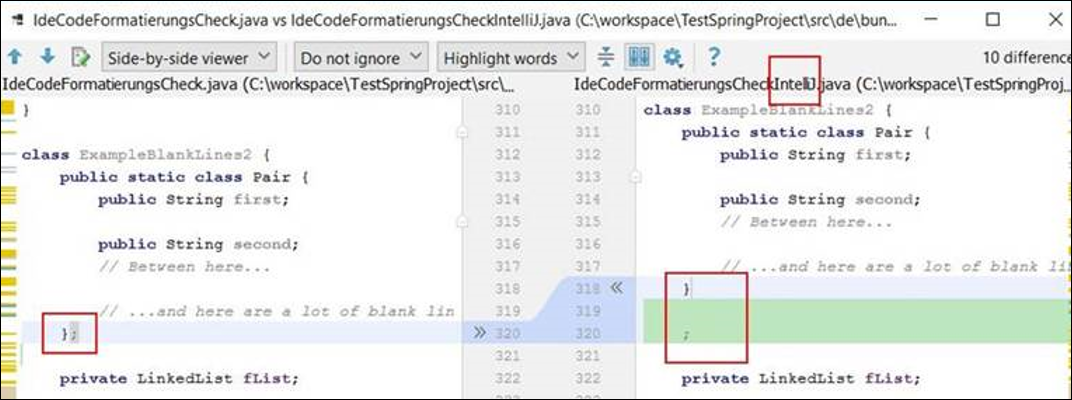 IdeCodeFormatierungsCheck.java vs IdeCodeFormatierungsCheckIntelliJ.java (C:\workspace\TestSpringProject\src\de\bun...
Side-by-side viewer Do not ignore Highlight words ? 10 difference
IdeCodeFormatierungsCheck.java (C:\workspace\TestSpringProject\src\...
IdeCodeFormatierungsCheckIntelliJ.java (C:\workspace\TestSpringProj...
}
class ExampleBlankLines2 {
public static class Pair {
public String first;
public String second;
// Between here...
// ...and here are a lot of blank lin
};
private LinkedList fList;
310
311
312
313
314
315
316
317
318
319
320
321
322
310
311
312
313
314
315
316
317
318
319
320
321
322
class ExampleBlankLines2 {
public static class Pair {
public String first;
public String second;
// Between here...
// ...and here are a lot of blank li
}
;
private LinkedList fList;